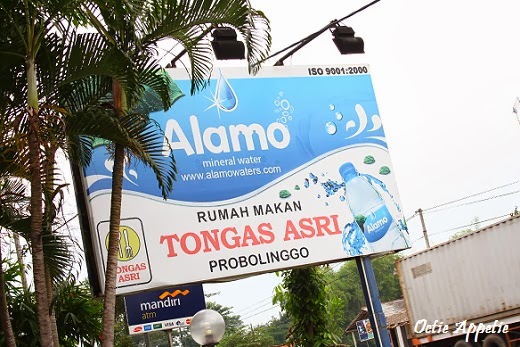 ISO 9001:2000
Alamo
mineral water
www.alamowaters.com
RUMAH MAKAN
TONGAS ASRI
PROBOLINGGO
Alamo
TONGAS
ASRI
mandiri
atm
Octie Appetie